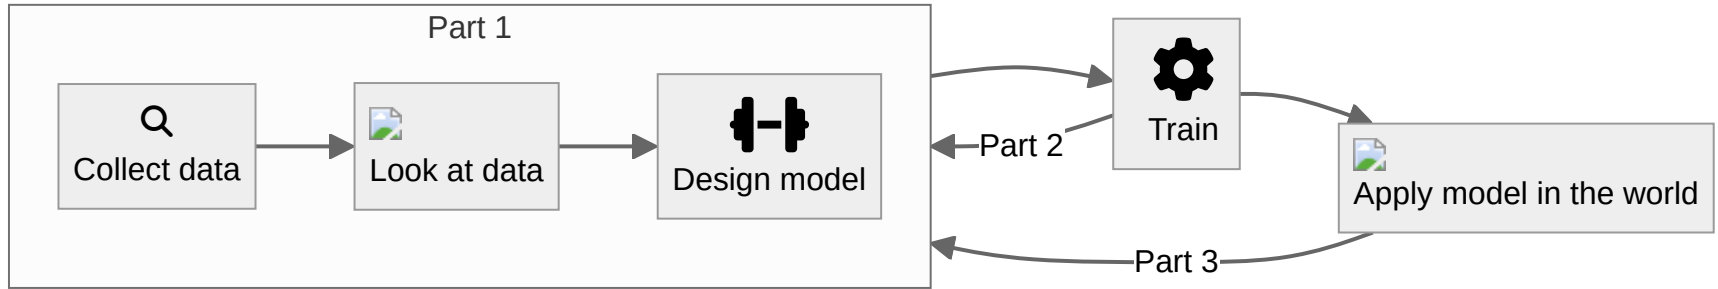 Part 1
Collect data
Look at data
Design model
Part 2
Train
Apply model in the world
Part 3